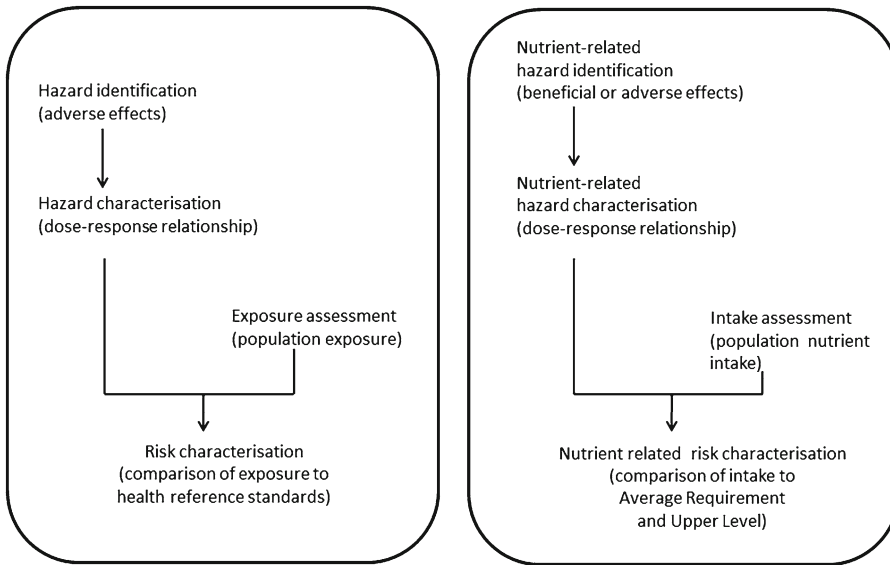 Hazard identification
(adverse effects)
Hazard characterisation
(dose-response relationship)
Exposure assessment
(population exposure)
Risk characterisation
(comparison of exposure to
health reference standards)
Nutrient-related
hazard identification
(beneficial or adverse effects)
Nutrient-related
hazard characterisation
(dose-response relationship)
Intake assessment
(population nutrient
intake)
Nutrient related risk characterisation
(comparison of intake to
Average Requirement
and Upper Level)